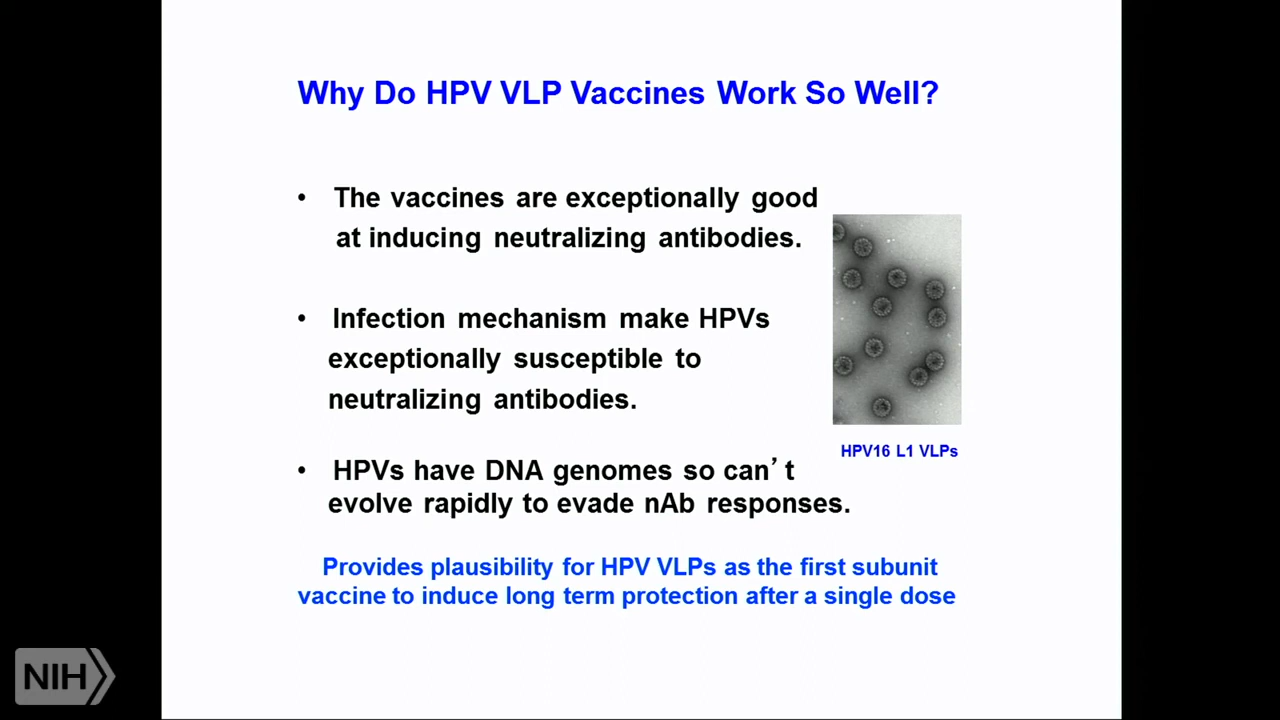 Why Do HPV VLP Vaccines Work So Well?
• The vaccines are exceptionally good
at inducing neutralizing antibodies.
• Infection mechanism make HPVs
exceptionally susceptible to
neutralizing antibodies.
HPV16 L1 VLPs
• HPVs have DNA genomes so can’t
evolve rapidly to evade nAb responses.
Provides plausibility for HPV VLPs as the first subunit
vaccine to induce long term protection after a single dose
NIH